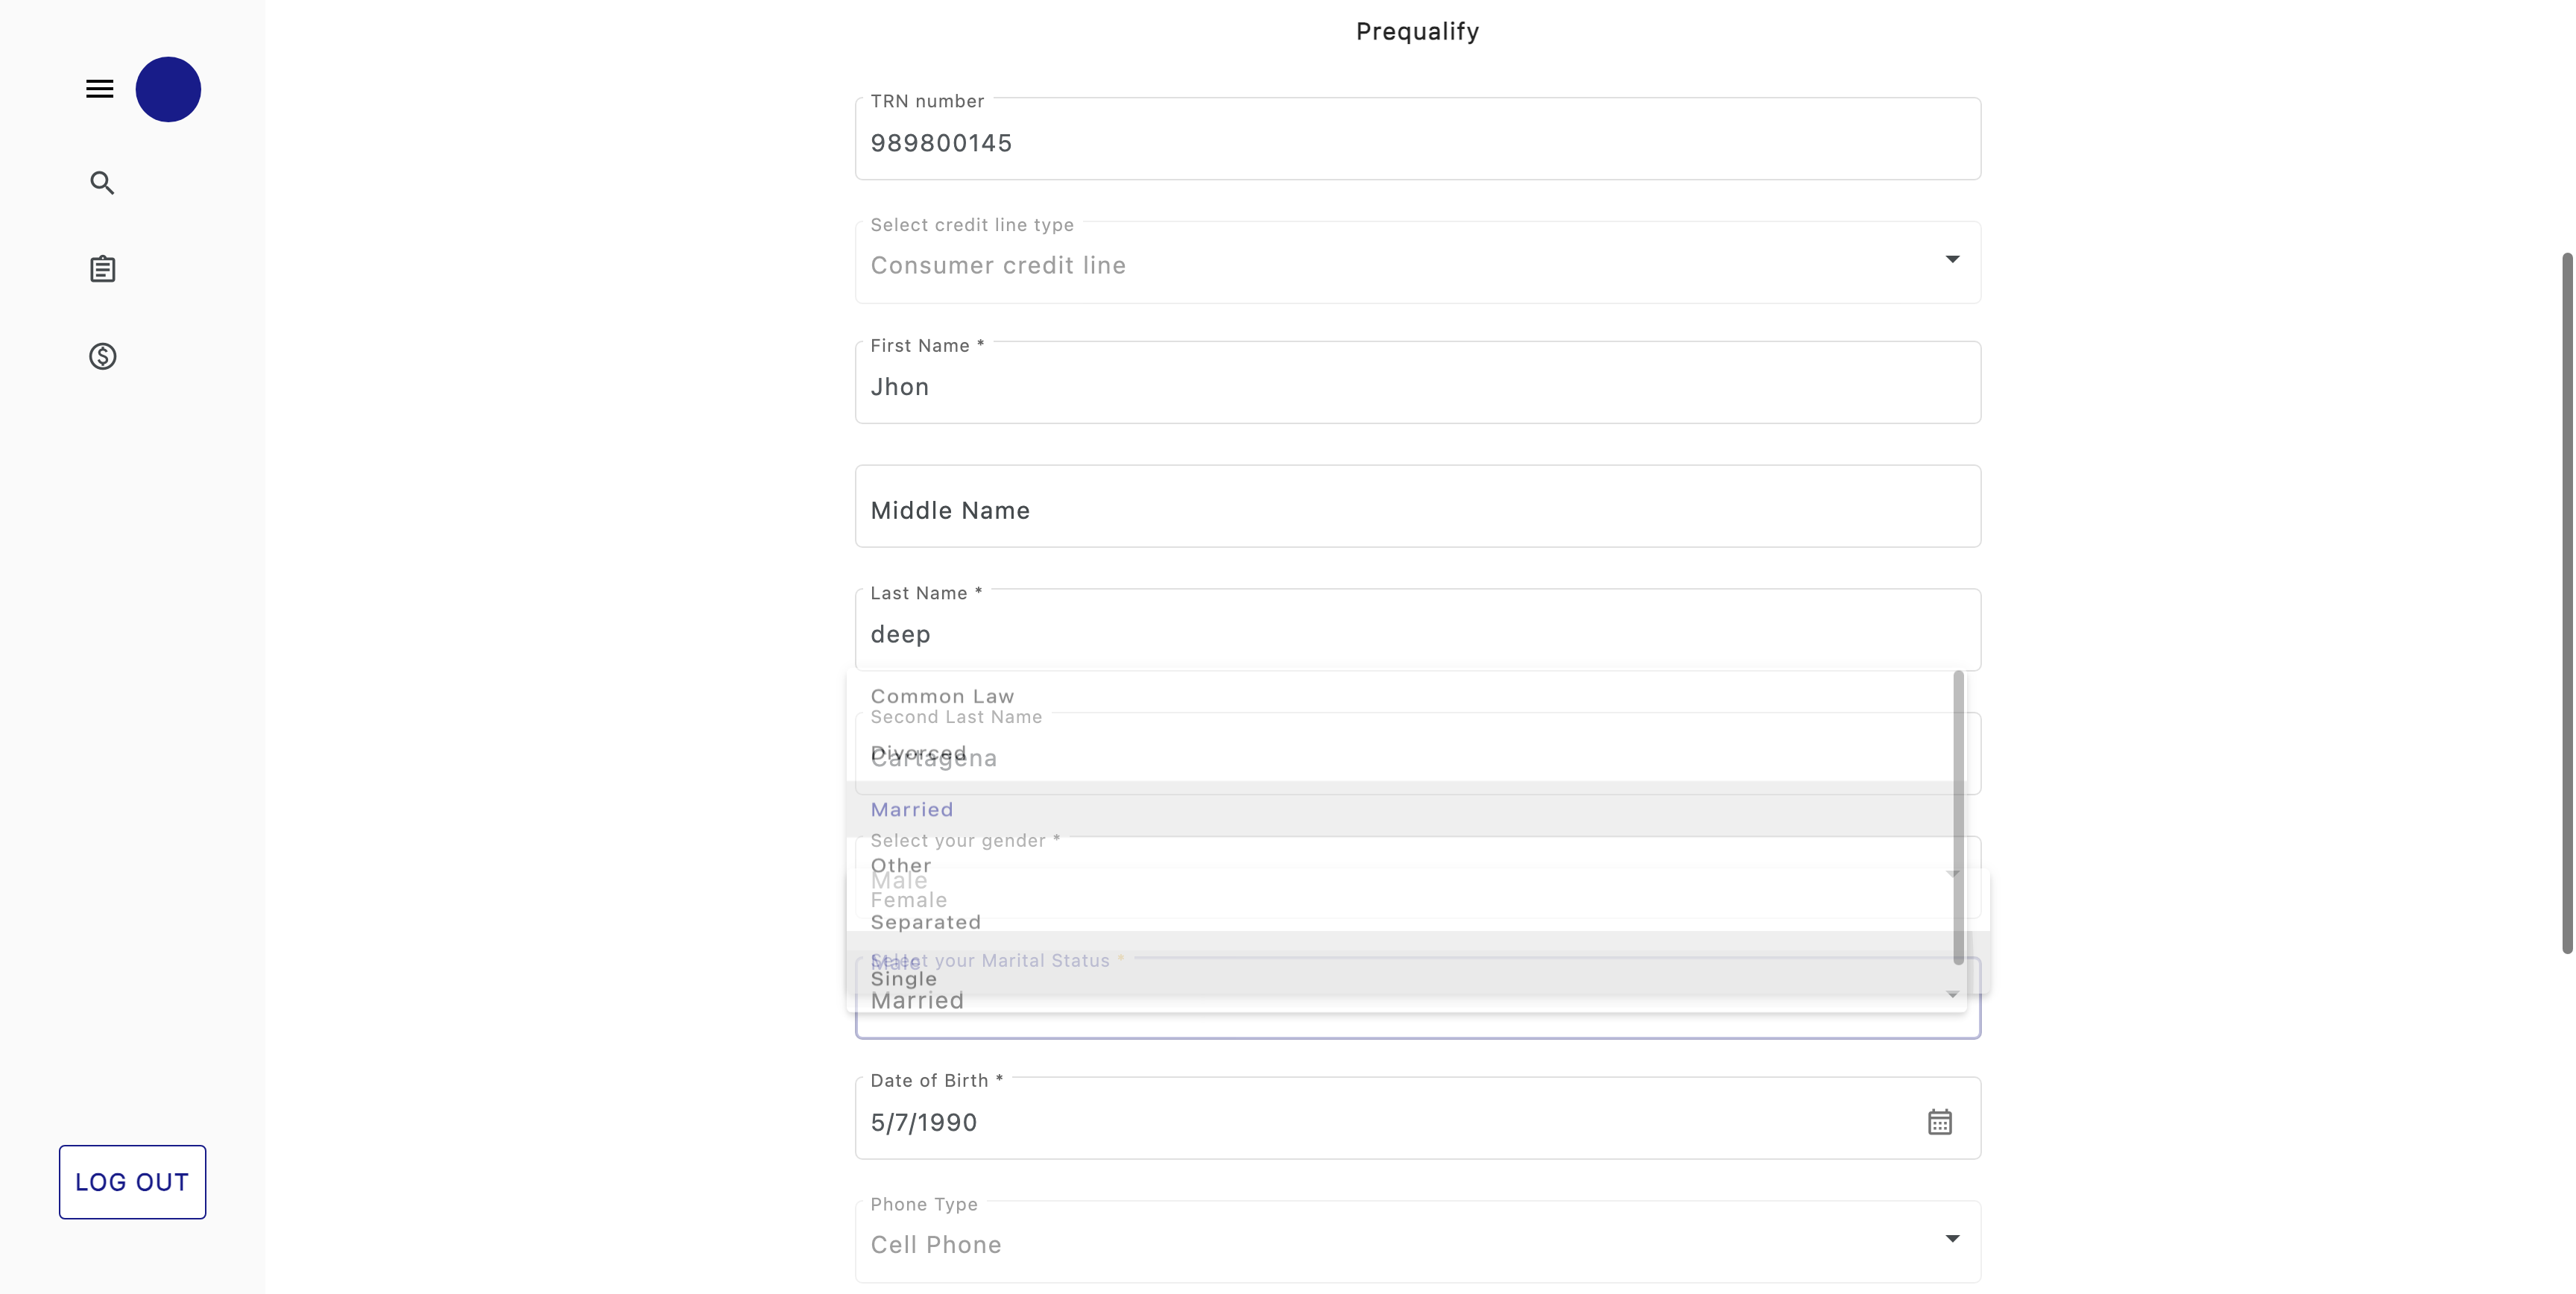 Prequalify
TRN number
989800145
Select credit line type
Consumer credit line
First Name *
Jhon
Middle Name
Last Name *
deep
Common Law
Second Last Name
Divorced
Cartagena
Married
Select your gender *
Other
Male
Female
Separated
Select your Marital Status *
Male
Single
Married
Date of Birth *
5/7/1990
LOG OUT
Phone Type
Cell Phone